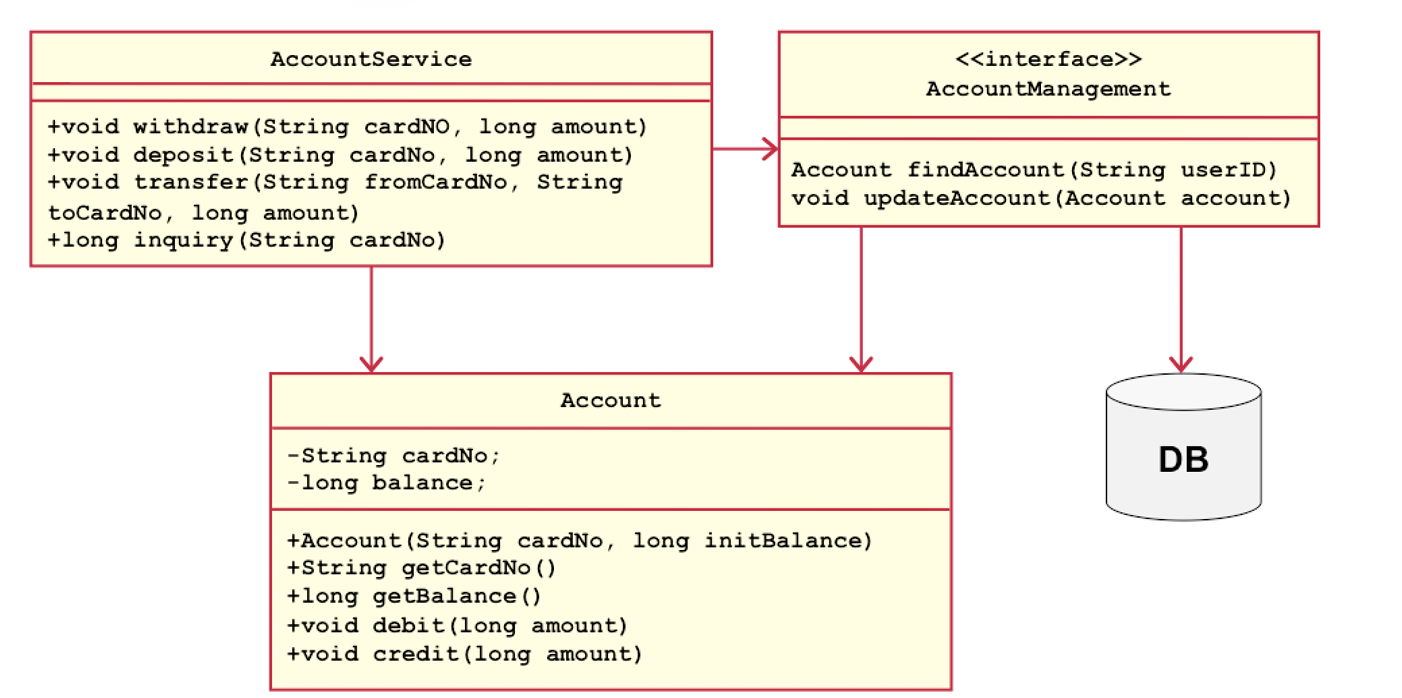 AccountService
+void withdraw(String cardNO, long amount)
+void deposit(String cardNo, long amount)
+void transfer(String fromCardNo, String
toCardNo, long amount)
+long inquiry(String cardNo)
<<interface>>
AccountManagement
Account findAccount(String userID)
void updateAccount(Account account)
Account
-String cardNo;
-long balance;
+Account(String cardNo, long initBalance)
+String getCardNo()
+long getBalance()
+void debit(long amount)
+void credit(long amount)
DB